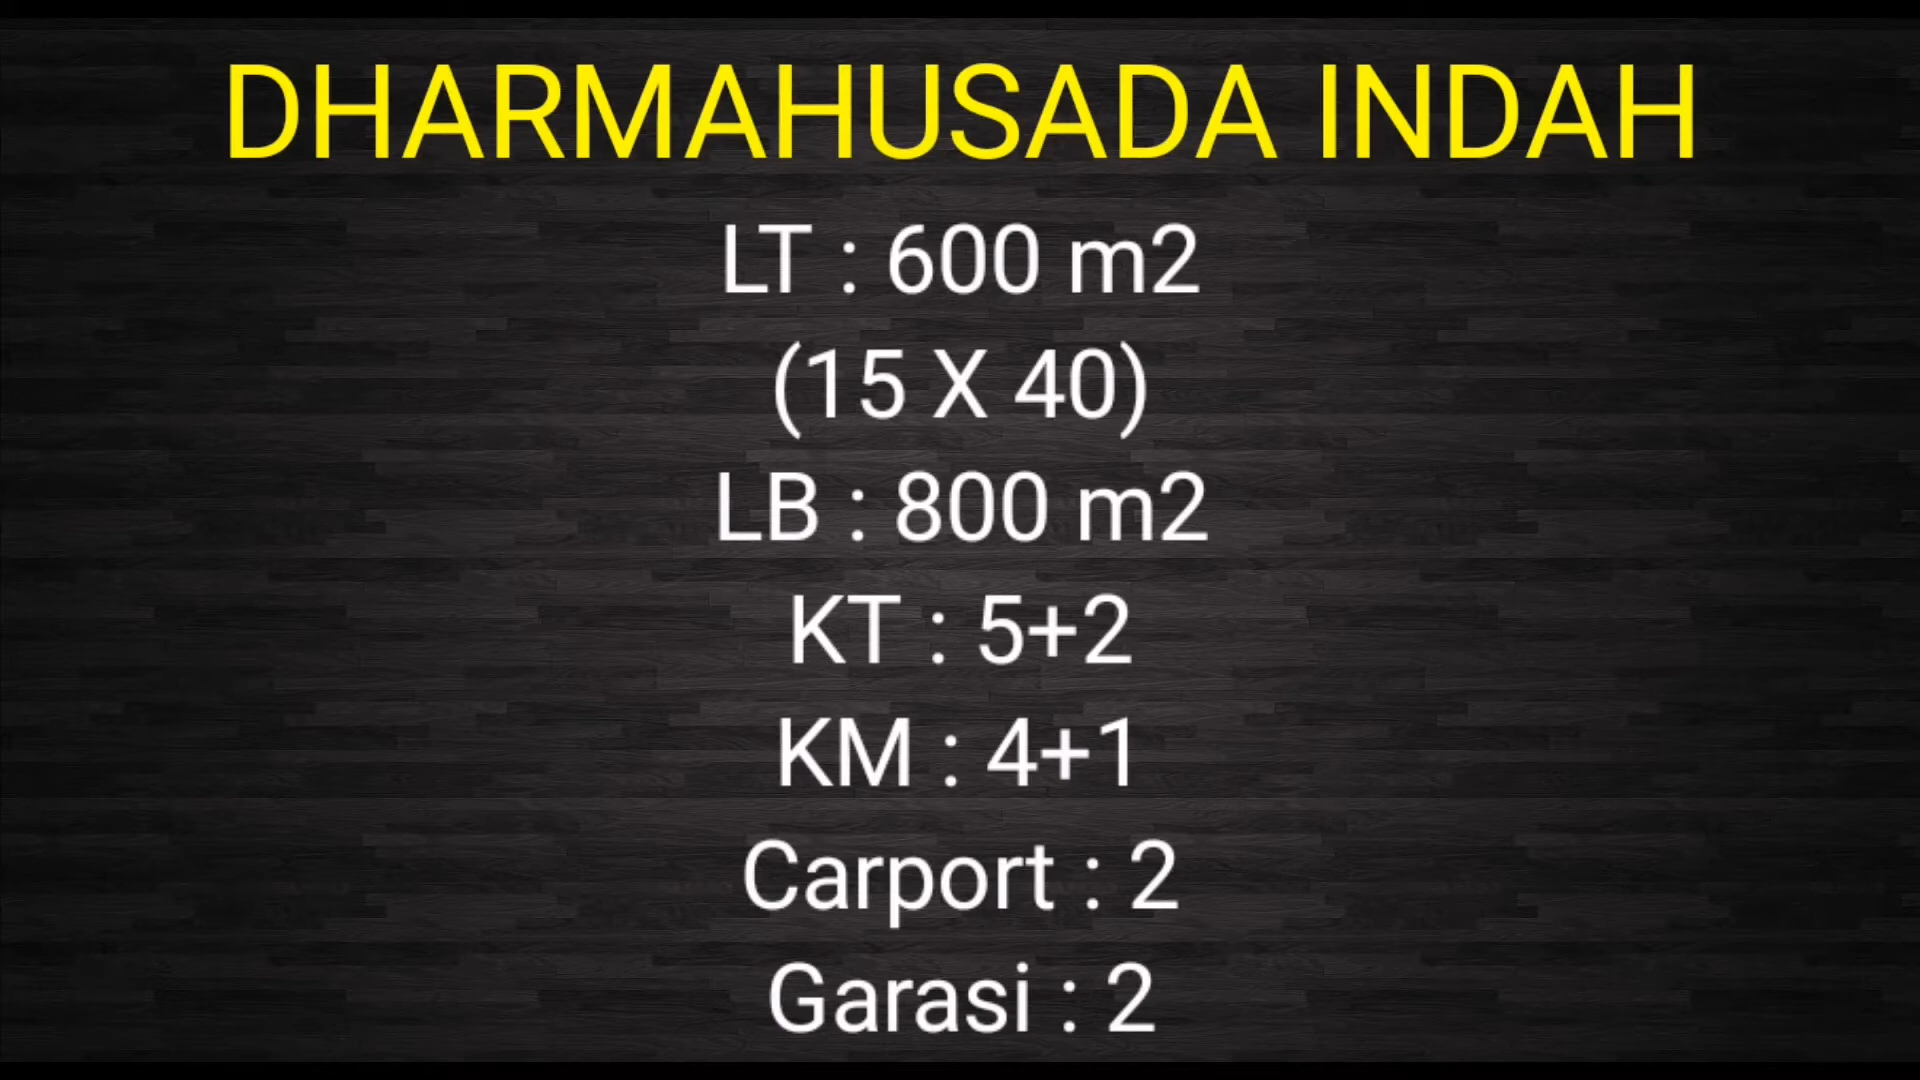 DHARMAHUSADA INDAH
LT : 600 m2
(15 X 40)
LB : 800 m2
KT : 5+2
KM : 4+1
Carport : 2
Garasi : 2